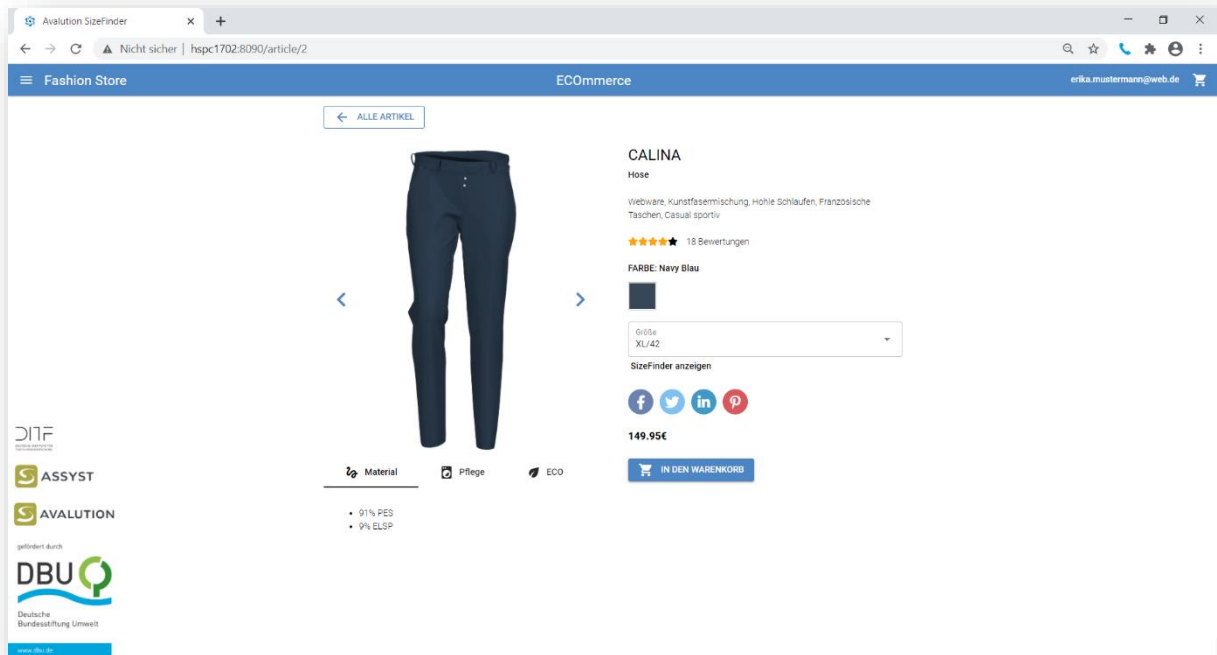 Avalution SizeFinder
Nicht sicher | hspc1702:8090/article/2
Fashion Store
ECOmmerce
erika.mustermann@web.de
ALLE ARTIKEL
CALINA
Hose
Webware, Kunstfasermischung, Hohle Schlaufen, Französische
Taschen, Casual sportiv
18 Bewertungen
FARBE: Navy Blau
Größe
XL/42
SizeFinder anzeigen
149.95€
IN DEN WARENKORB
Material
Pflege
ECO
• 91% PES
• 9% ELSP
DITF
ASSYST
AVALUTION
gefördert durch
DBU
Deutsche
Bundesstiftung Umwelt
www.dbu.de